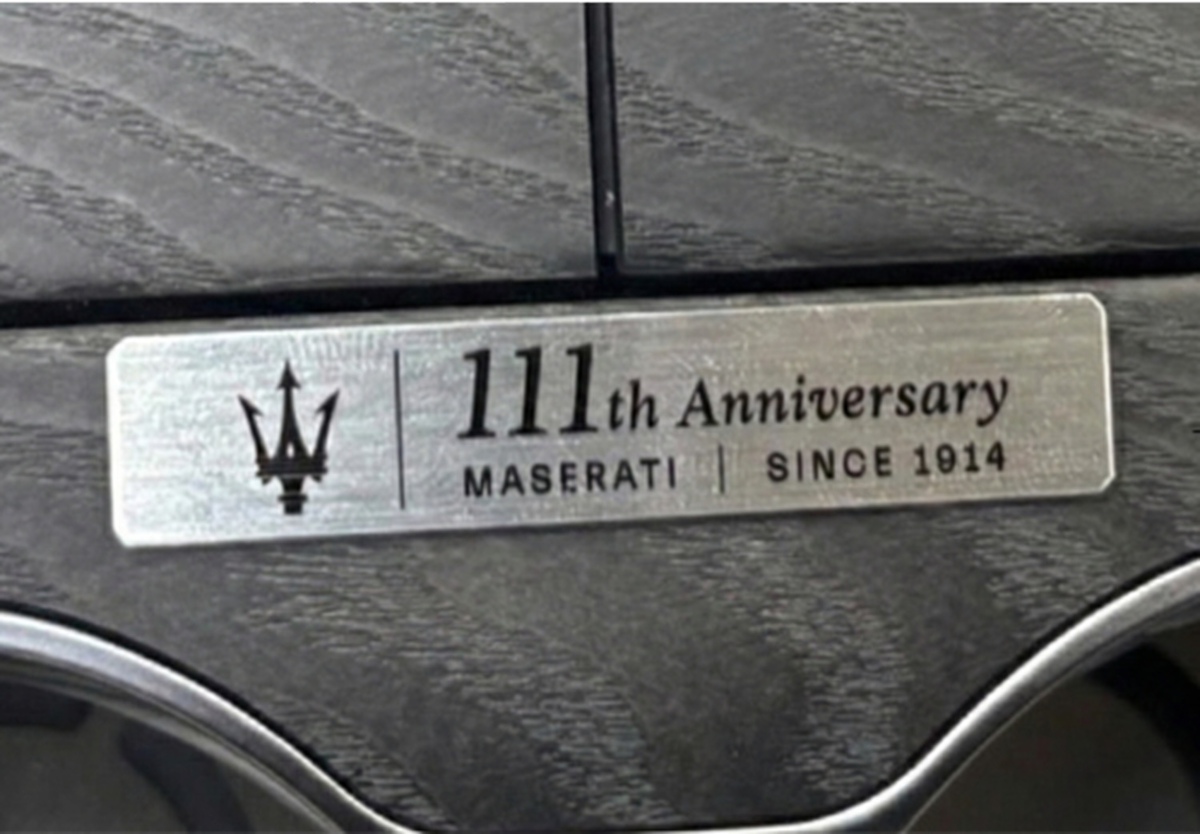 111th Anniversary
MASERATI | SINCE 1914